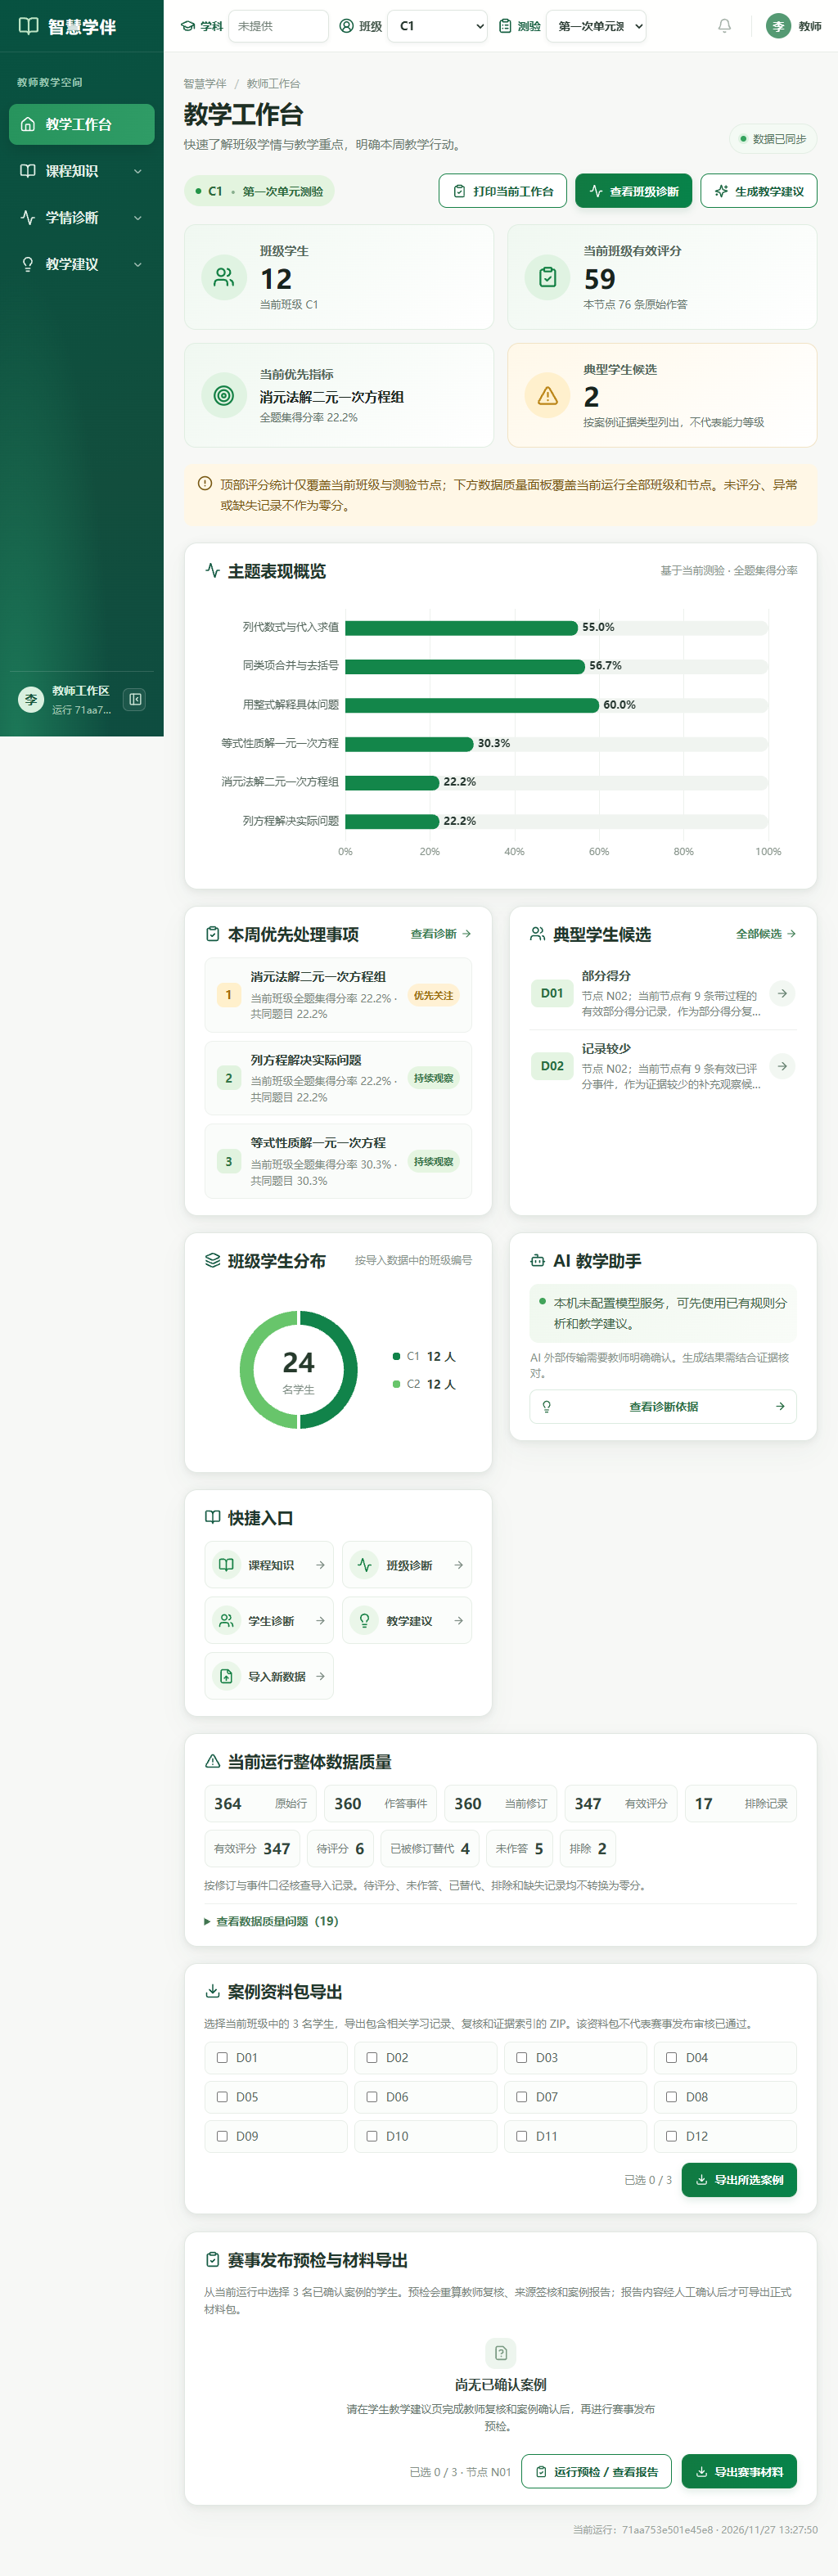 智慧学伴
学科 未提供 班级 C1 测验 第一次单元测 李 教师
教师教学空间
教学工作台
课程知识
学情诊断
教学建议
李 教师工作区
运行 71aa7...
智慧学伴 / 教师工作台
教学工作台
快速了解班级学情与教学重点，明确本周教学行动。
数据已同步
C1 • 第一次单元测验
打印当前工作台 查看班级诊断 生成教学建议
班级学生
12
当前班级 C1
当前班级有效评分
59
本节点 76 条原始作答
当前优先指标
消元法解二元一次方程组
全题集得分率 22.2%
典型学生候选
2
按案例证据类型列出，不代表能力等级
顶部评分统计仅覆盖当前班级与测验节点；下方数据质量面板覆盖当前运行全部班级和节点。未评分、异常
或缺失记录不作为零分。
主题表现概览 基于当前测验 · 全题集得分率
列代数式与代入求值 55.0%
同类项合并与去括号 56.7%
用整式解释具体问题 60.0%
等式性质解一元一次方程 30.3%
消元法解二元一次方程组 22.2%
列方程解决实际问题 22.2%
0% 20% 40% 60% 80% 100%
本周优先处理事项 查看诊断
1 消元法解二元一次方程组
当前班级全题集得分率 22.2% ·
共同题目 22.2%
优先关注
2 列方程解决实际问题
当前班级全题集得分率 22.2% ·
共同题目 22.2%
持续观察
3 等式性质解一元一次方程
当前班级全题集得分率 30.3% ·
共同题目 30.3%
持续观察
典型学生候选 全部候选
D01 部分得分
节点 N02；当前节点有 9 条带过程的
有效部分得分记录，作为部分得分复...
D02 记录较少
节点 N02；当前节点有 9 条有效已评
分事件，作为证据较少的补充观察候...
班级学生分布 按导入数据中的班级编号
24
名学生
C1 12 人
C2 12 人
AI 教学助手
本机未配置模型服务，可先使用已有规则分
析和教学建议。
AI 外部传输需要教师明确确认。生成结果需结合证据核
对。
查看诊断依据
快捷入口
课程知识 班级诊断
学生诊断 教学建议
导入新数据
当前运行整体数据质量
364 原始行 360 作答事件 360 当前修订 347 有效评分 17 排除记录
有效评分 347 待评分 6 已被修订替代 4 未作答 5 排除 2
按修订与事件口径核查导入记录。待评分、未作答、已替代、排除和缺失记录均不转换为零分。
查看数据质量问题（19）
案例资料包导出
选择当前班级中的 3 名学生，导出包含相关学习记录、复核和证据索引的 ZIP。该资料包不代表赛事发布审核已通过。
D01 D02 D03 D04
D05 D06 D07 D08
D09 D10 D11 D12
已选 0 / 3 导出所选案例
赛事发布预检与材料导出
从当前运行中选择 3 名已确认案例的学生。预检会重算教师复核、来源签核和案例报告；报告内容经人工确认后才可导出正式
材料包。
尚无已确认案例
请在学生教学建议页完成教师复核和案例确认后，再进行赛事发布
预检。
已选 0 / 3 · 节点 N01 运行预检 / 查看报告 导出赛事材料
当前运行：71aa753e501e45e8 · 2026/11/27 13:27:50